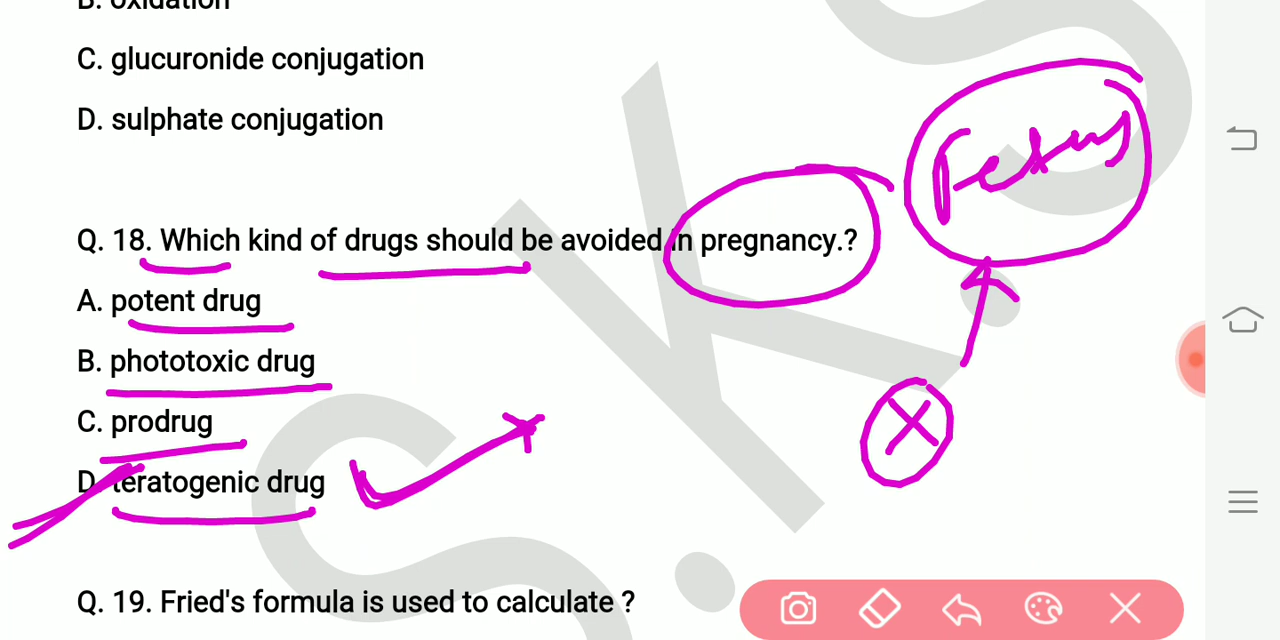 B. oxidation
C. glucuronide conjugation
D. sulphate conjugation
Fetus
Q. 18. Which kind of drugs should be avoided in pregnancy.?
A. potent drug
B. phototoxic drug
C. prodrug
D. teratogenic drug
Q. 19. Fried's formula is used to calculate ?
S.K.S